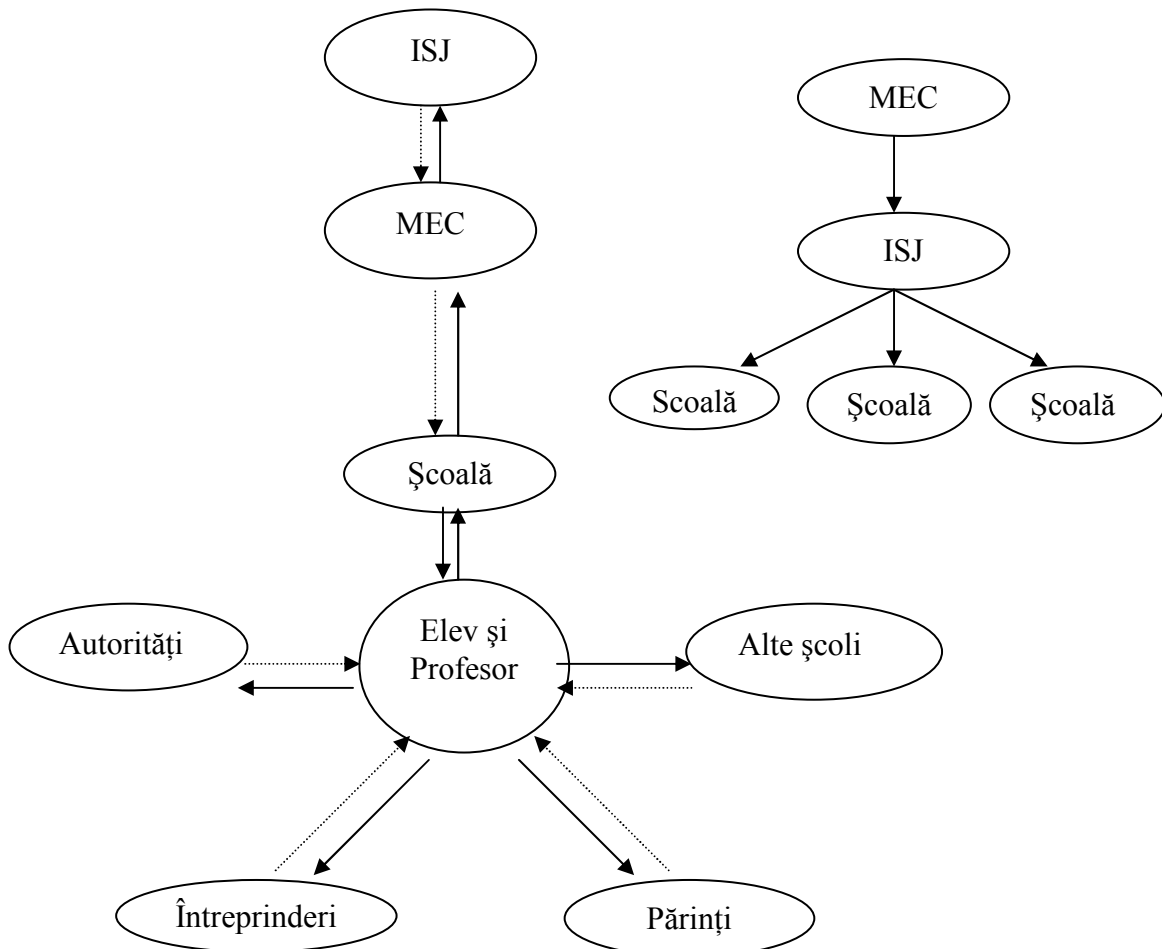 ISJ
MEC
Şcoală
Elev şi
Profesor
Autorități
Alte şcoli
Întreprinderi
Părinți
MEC
ISJ
Scoală
Şcoală
Şcoală